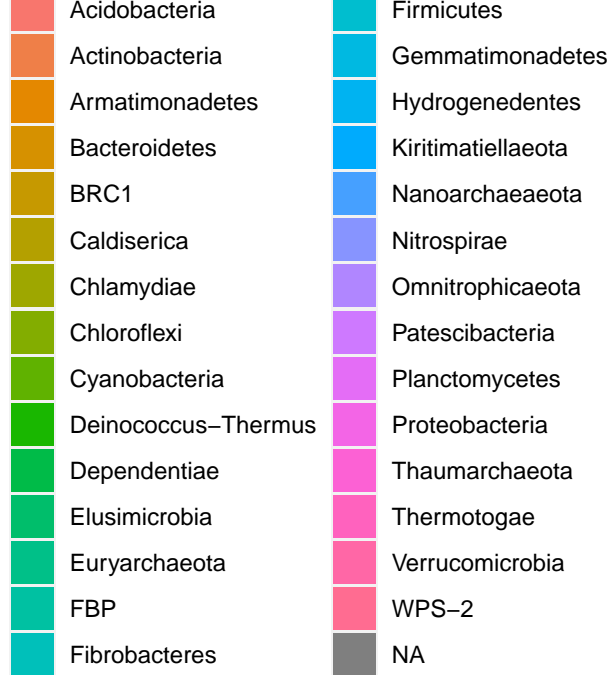 Acidobacteria
Actinobacteria
Armatimonadetes
Bacteroidetes
BRC1
Caldiserica
Chlamydiae
Chloroflexi
Cyanobacteria
Deinococcus−Thermus
Dependentiae
Elusimicrobia
Euryarchaeota
FBP
Fibrobacteres
Firmicutes
Gemmatimonadetes
Hydrogenedentes
Kiritimatiellaeota
Nanoarchaeaeota
Nitrospirae
Omnitrophicaeota
Patescibacteria
Planctomycetes
Proteobacteria
Thaumarchaeota
Thermotogae
Verrucomicrobia
WPS−2
NA